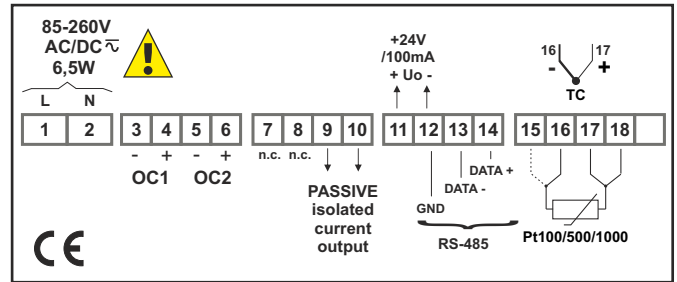 85-260V
AC/DC
6,5W
L N
+24V
/100mA
+ Uo -
16 17
- +
TC
1 2 3 4 5 6 7 8 9 10 11 12 13 14 15 16 17 18
- + - +
OC1 OC2
n.c. n.c.
PASSIVE
isolated
current
output
DATA +
DATA -
GND
RS-485
Pt100/500/1000
CE